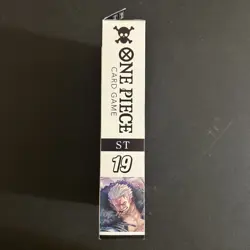 ONE PIECE
CARD GAME
ST
19